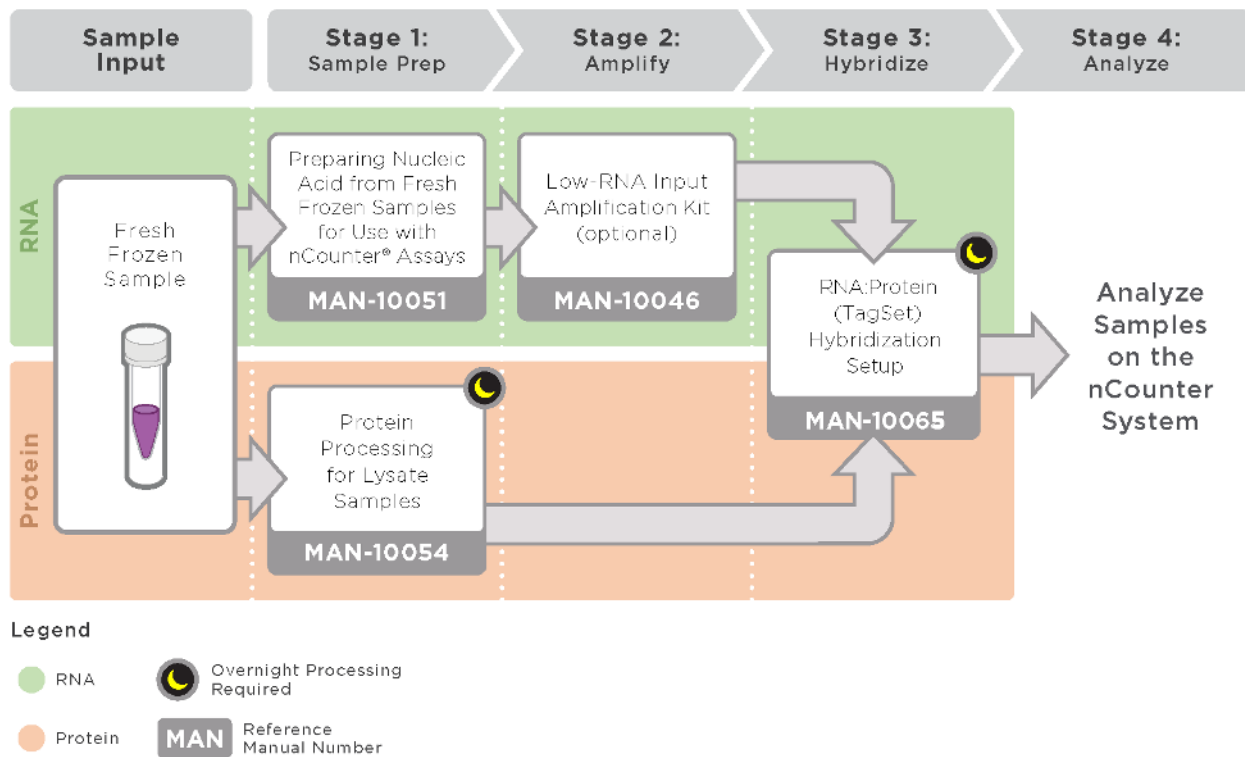 Sample
Input
Stage 1:
Sample Prep
Stage 2:
Amplify
Stage 3:
Hybridize
Stage 4:
Analyze
RNA
Fresh
Frozen
Sample
Preparing Nucleic
Acid from Fresh
Frozen Samples
for Use with
nCounter® Assays
MAN-10051
Low-RNA Input
Amplification Kit
(optional)
MAN-10046
RNA:Protein
(TagSet)
Hybridization
Setup
MAN-10065
Analyze
Samples
on the
nCounter
System
Protein
Protein
Processing
for Lysate
Samples
MAN-10054
Legend
RNA
Overnight Processing
Required
Protein
MAN
Reference
Manual Number